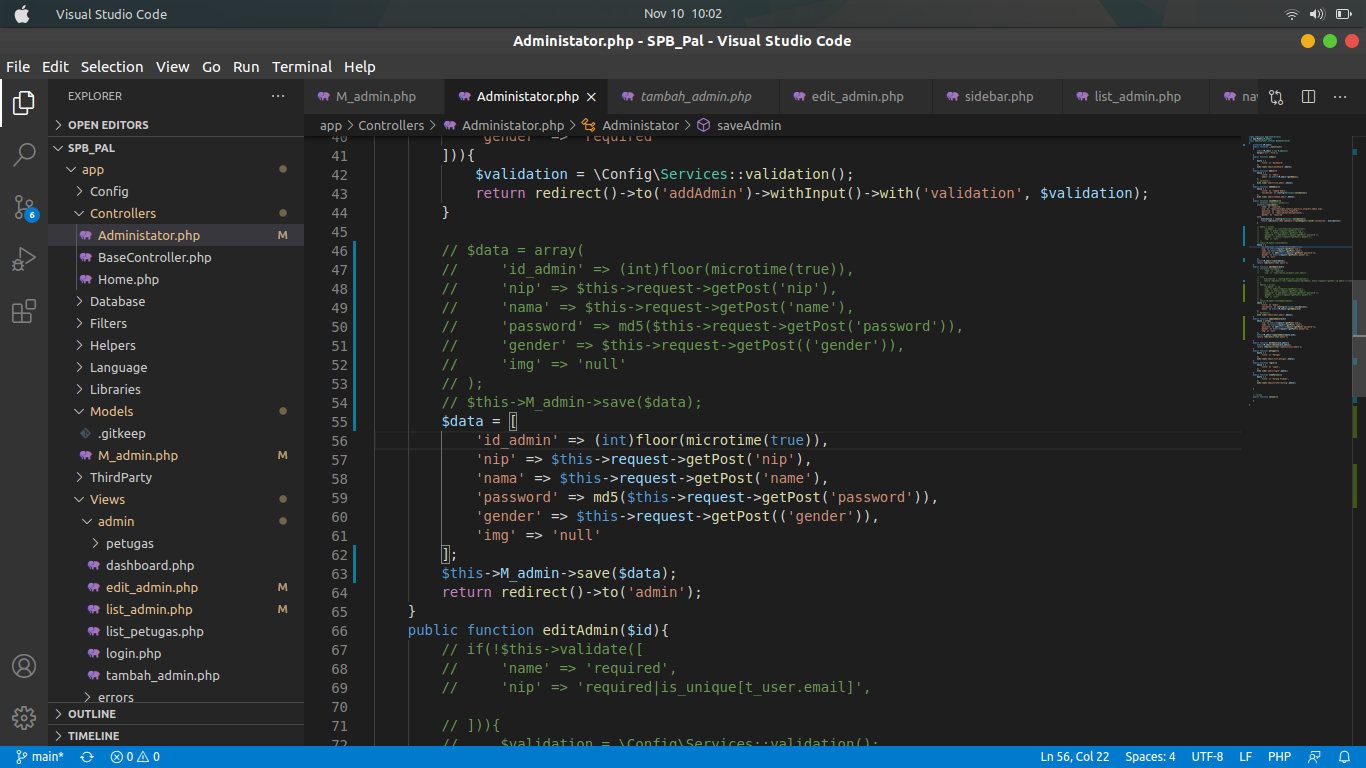 Visual Studio Code
Nov 10 10:02
Administator.php - SPB_Pal - Visual Studio Code
File Edit Selection View Go Run Terminal Help
EXPLORER
OPEN EDITORS
SPB_PAL
app
Config
Controllers
Administator.php M
BaseController.php
Home.php
Database
Filters
Helpers
Language
Libraries
Models
.gitkeep
M_admin.php M
ThirdParty
Views
admin
petugas
dashboard.php
edit_admin.php M
list_admin.php M
list_petugas.php
login.php
tambah_admin.php
errors
OUTLINE
TIMELINE
6
M_admin.php Administator.php tambah_admin.php edit_admin.php sidebar.php list_admin.php nav
app > Controllers > Administator.php > Administator > saveAdmin
40 'gender' => 'required'
41 ])){
42 $validation = \Config\Services::validation();
43 return redirect()->to('addAdmin')->withInput()->with('validation', $validation);
44 }
45
46 // $data = array(
47 //     'id_admin' => (int)floor(microtime(true)),
48 //     'nip' => $this->request->getPost('nip'),
49 //     'nama' => $this->request->getPost('name'),
50 //     'password' => md5($this->request->getPost('password')),
51 //     'gender' => $this->request->getPost(('gender')),
52 //     'img' => 'null'
53 // );
54 // $this->M_admin->save($data);
55 $data = [
56 'id_admin' => (int)floor(microtime(true)),
57 'nip' => $this->request->getPost('nip'),
58 'nama' => $this->request->getPost('name'),
59 'password' => md5($this->request->getPost('password')),
60 'gender' => $this->request->getPost(('gender')),
61 'img' => 'null'
62 ];
63 $this->M_admin->save($data);
64 return redirect()->to('admin');
65 }
66 public function editAdmin($id){
67 // if(!$this->validate([
68 //     'name' => 'required',
69 //     'nip' => 'required|is_unique[t_user.email]',
70
71 // ])){
72 //     $validation = \Config\Services::validation();
main* 0 0 Ln 56, Col 22 Spaces: 4 UTF-8 LF PHP